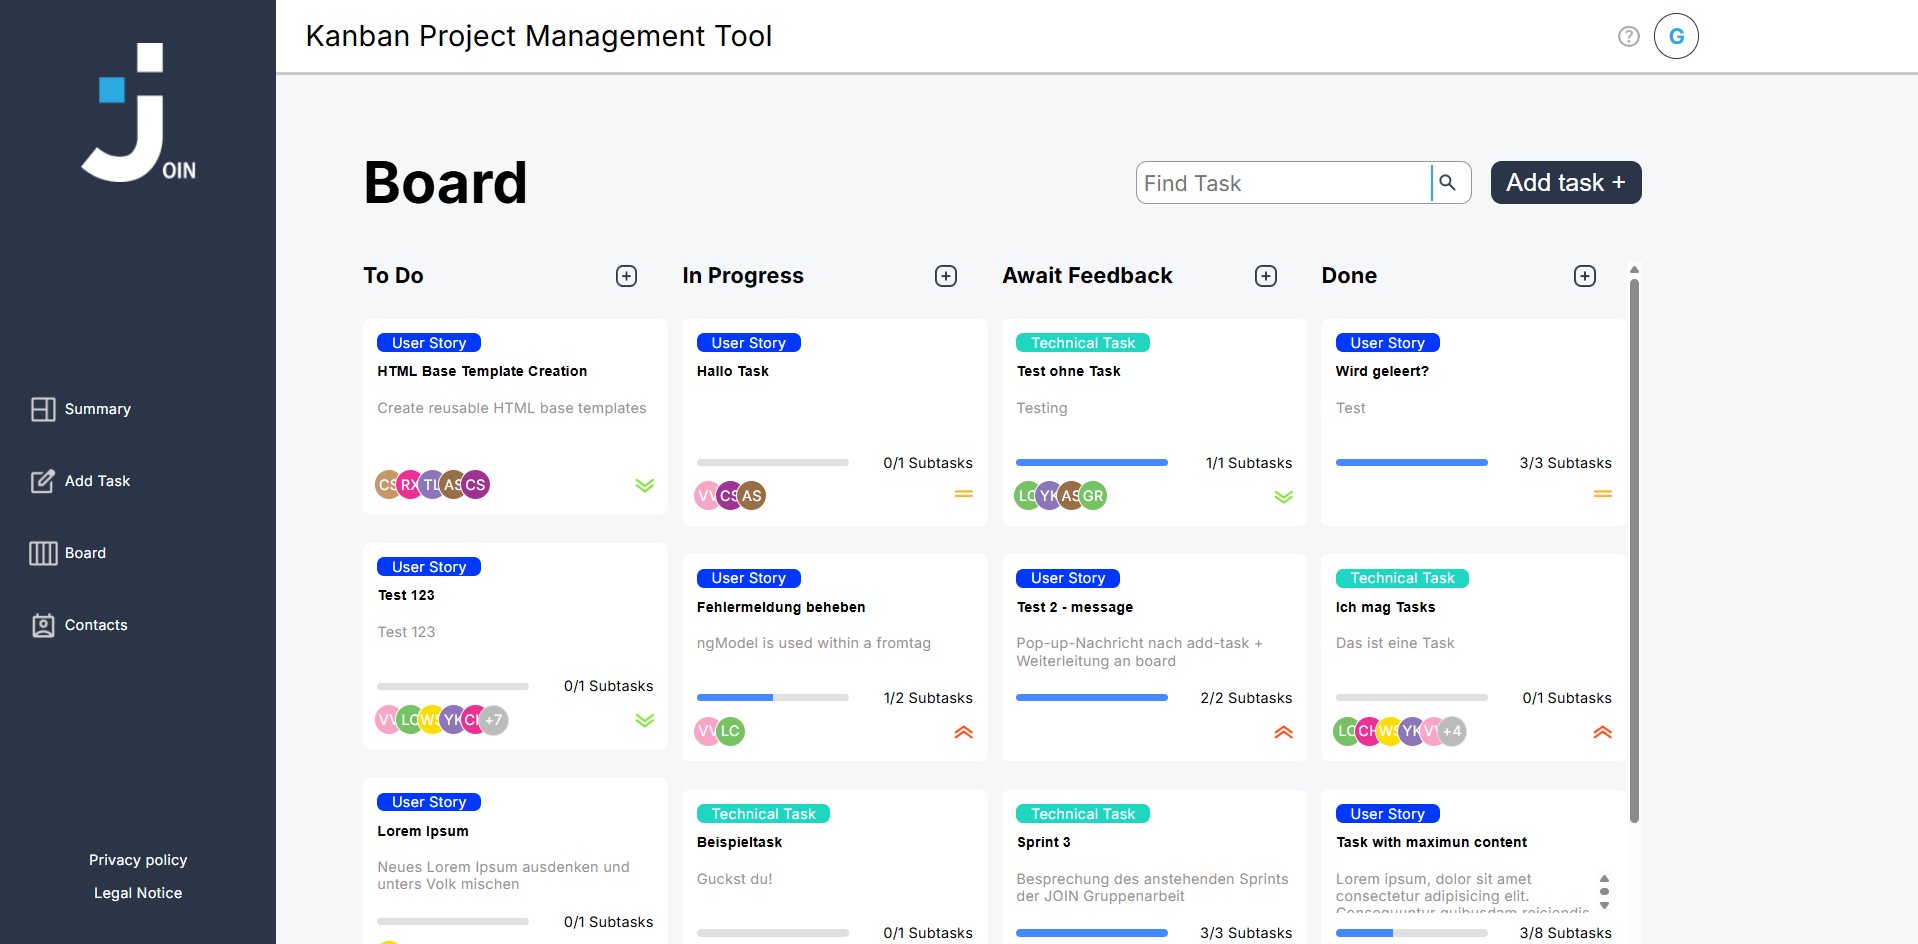 OIN
Summary
Add Task
Board
Contacts
Privacy policy
Legal Notice
Kanban Project Management Tool
?
G
Board
Find Task
Add task +
To Do
User Story
HTML Base Template Creation
Create reusable HTML base templates
CS RX TL AS CS
User Story
Test 123
Test 123
0/1 Subtasks
VV LC WS YK CH +7
User Story
Lorem Ipsum
Neues Lorem Ipsum ausdenken und
unters Volk mischen
0/1 Subtasks
In Progress
User Story
Hallo Task
0/1 Subtasks
VV CS AS
User Story
Fehlermeldung beheben
ngModel is used within a fromtag
1/2 Subtasks
VV LC
Technical Task
Beispieltask
Guckst du!
0/1 Subtasks
Await Feedback
Technical Task
Test ohne Task
Testing
1/1 Subtasks
LC YK AS GR
User Story
Test 2 - message
Pop-up-Nachricht nach add-task +
Weiterleitung an board
2/2 Subtasks
Technical Task
Sprint 3
Besprechung des anstehenden Sprints
der JOIN Gruppenarbeit
3/3 Subtasks
Done
User Story
Wird geleert?
Test
3/3 Subtasks
Technical Task
Ich mag Tasks
Das ist eine Task
0/1 Subtasks
LC CH WS YK VV +4
User Story
Task with maximun content
Lorem ipsum, dolor sit amet
consectetur adipisicing elit.
Consequuntur quibusdam reiciendis
3/8 Subtasks